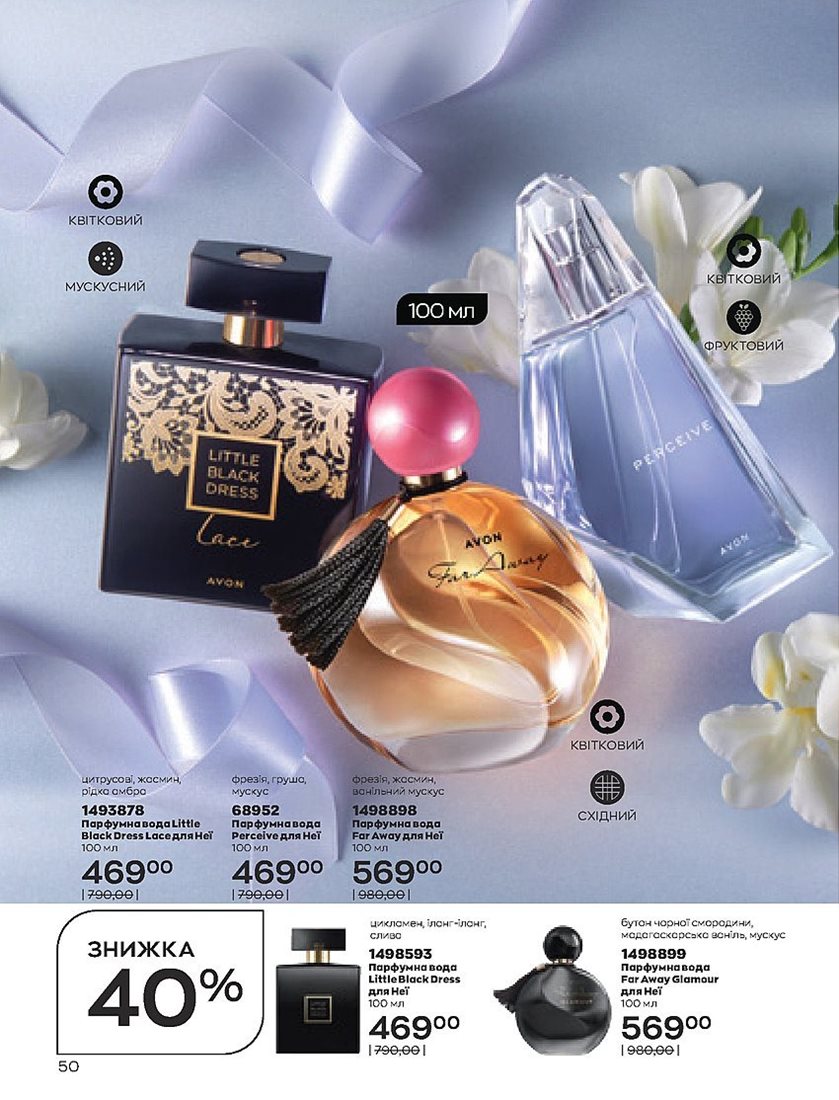 КВІТКОВИЙ
МУСКУСНИЙ
100 мл
КВІТКОВИЙ
ФРУКТОВИЙ
LITTLE
BLACK
DRESS
Lace
AVON
AVON
Far Away
PERCEIVE
AVON
КВІТКОВИЙ
СХІДНИЙ
цитрусові, жасмин,
рідка амбра
1493878
Парфумна вода Little
Black Dress Lace для Неї
100 мл
469⁰⁰
|790,00|
фрезія, груша,
мускус
68952
Парфумна вода
Perceive для Неї
100 мл
469⁰⁰
|790,00|
фрезія, жасмин,
ванільний мускус
1498898
Парфумна вода
Far Away для Неї
100 мл
569⁰⁰
|980,00|
ЗНИЖКА
40%
LITTLE
BLACK
DRESS
цикламен, іланг-іланг,
слива
1498593
Парфумна вода
Little Black Dress
для Неї
100 мл
469⁰⁰
|790,00|
бутон чорної смородини,
мадагаскарська ваніль, мускус
1498899
Парфумна вода
Far Away Glamour
для Неї
100 мл
569⁰⁰
|980,00|
50